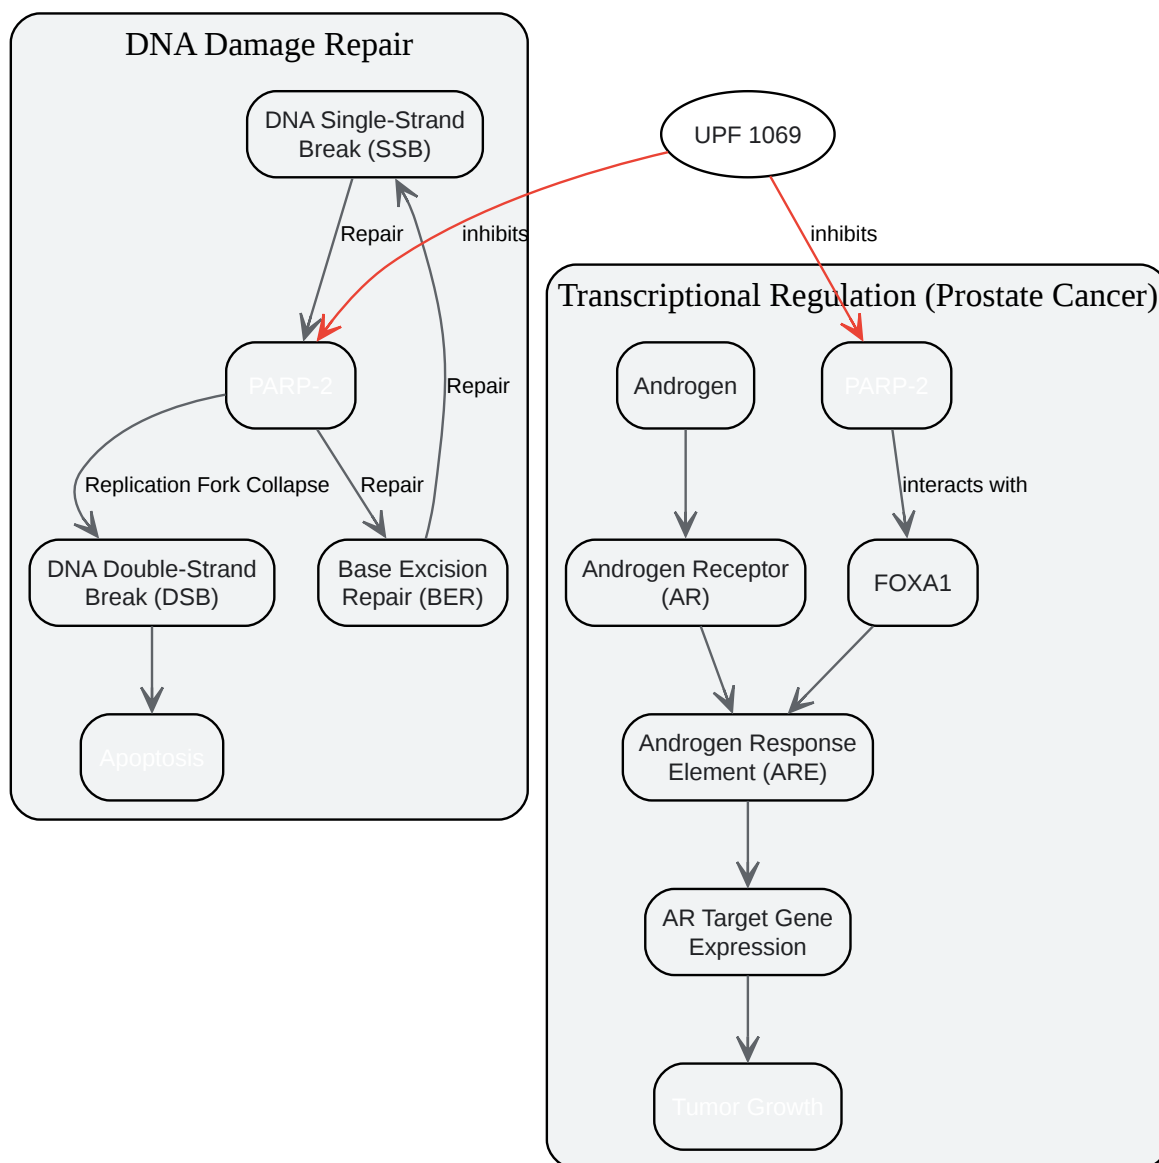 DNA Damage Repair
DNA Single-Strand
Break (SSB)
UPF 1069
Repair
inhibits
inhibits
Transcriptional Regulation (Prostate Cancer)
PARP-2
Repair
Androgen
PARP-2
Replication Fork Collapse
Repair
interacts with
DNA Double-Strand
Break (DSB)
Base Excision
Repair (BER)
Androgen Receptor
(AR)
FOXA1
Apoptosis
Androgen Response
Element (ARE)
AR Target Gene
Expression
Tumor Growth